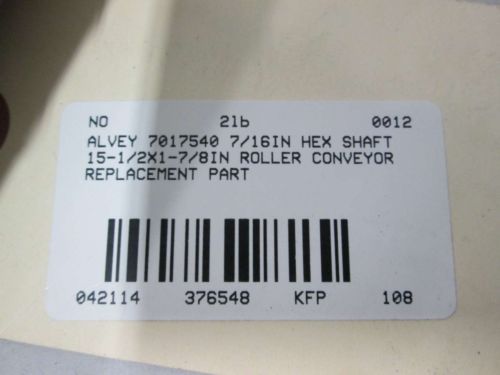 NO 2lb 0012
ALVEY 7017540 7/16IN HEX SHAFT
15-1/2X1-7/8IN ROLLER CONVEYOR
REPLACEMENT PART
042114 376548 KFP 108